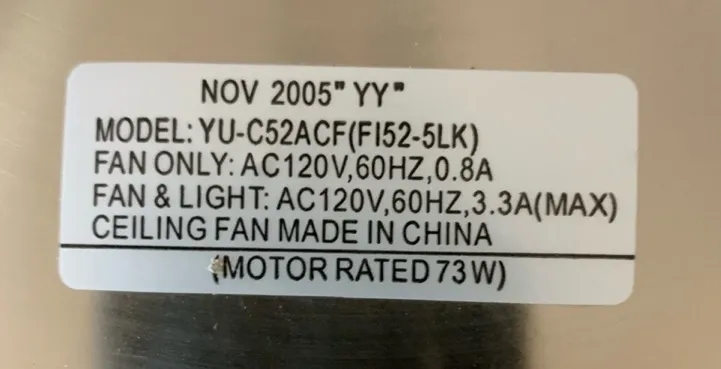 NOV 2005"YY"
MODEL: YU-C52ACF(FI52-5LK)
FAN ONLY: AC120V,60HZ,0.8A
FAN & LIGHT: AC120V,60HZ,3.3A(MAX)
CEILING FAN MADE IN CHINA
(MOTOR RATED 73W)